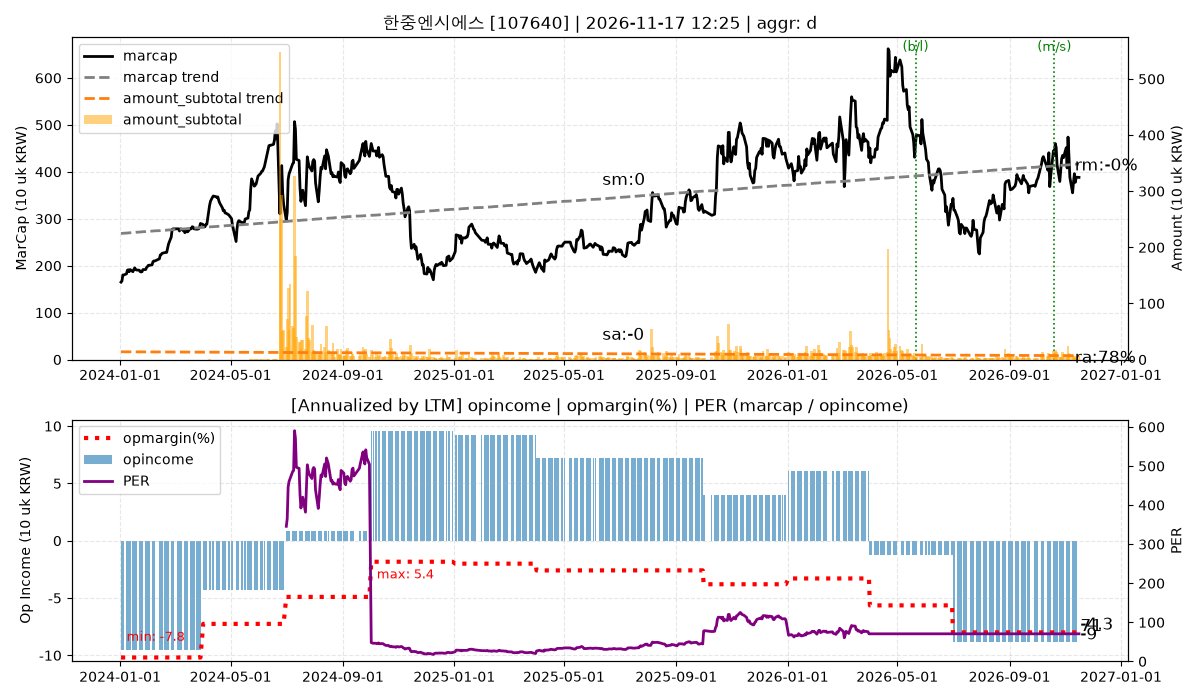 한중엔시에스 [107640] | 2026-11-17 12:25 | aggr: d
marcap
marcap trend
amount_subtotal trend
amount_subtotal
(b/l)
(m/s)
sm:0
rm:-0%
sa:-0
ra:78%
MarCap (10 uk KRW)
600
500
400
300
200
100
0
Amount (10 uk KRW)
500
400
300
200
100
0
2024-01-01
2024-05-01
2024-09-01
2025-01-01
2025-05-01
2025-09-01
2026-01-01
2026-05-01
2026-09-01
2027-01-01
[Annualized by LTM] opincome | opmargin(%) | PER (marcap / opincome)
opmargin(%)
opincome
PER
max: 5.4
min: -7.8
Op Income (10 uk KRW)
10
5
0
-5
-10
PER
600
500
400
300
200
100
0
-9
2024-01-01
2024-05-01
2024-09-01
2025-01-01
2025-05-01
2025-09-01
2026-01-01
2026-05-01
2026-09-01
2027-01-01